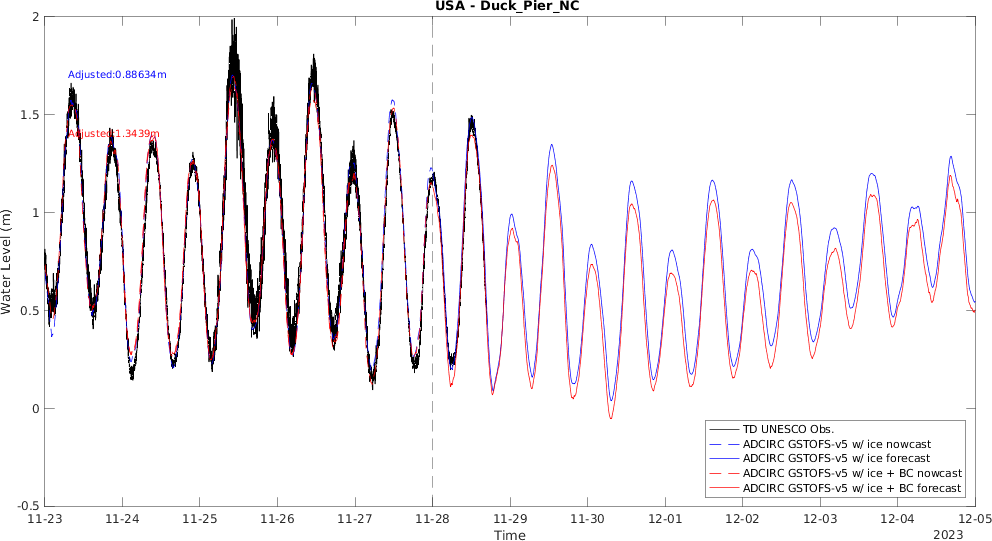 USA - Duck_Pier_NC
2
1.5
1
0.5
0
-0.5
Water Level (m)
Adjusted:0.88634m
Adjusted:1.3439m
TD UNESCO Obs.
ADCIRC GSTOFS-v5 w/ ice nowcast
ADCIRC GSTOFS-v5 w/ ice forecast
ADCIRC GSTOFS-v5 w/ ice + BC nowcast
ADCIRC GSTOFS-v5 w/ ice + BC forecast
11-23 11-24 11-25 11-26 11-27 11-28 11-29 11-30 12-01 12-02 12-03 12-04 12-05
Time
2023